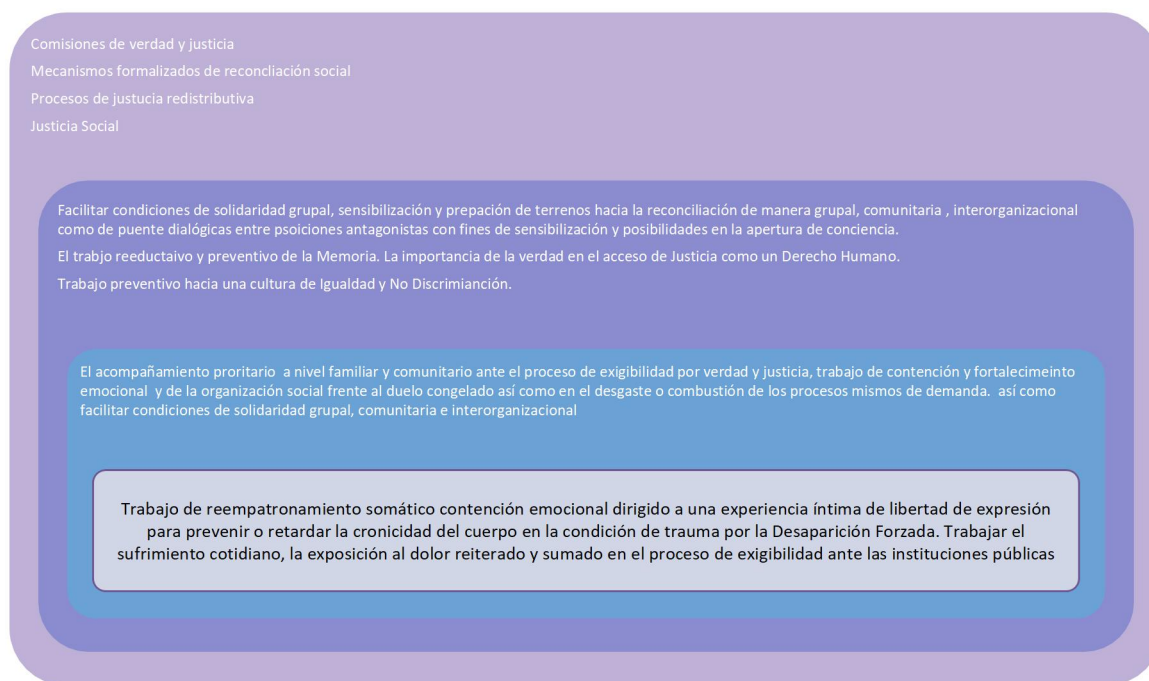 Comisiones de verdad y justicia
Mecanismos formalizados de reconcliación social
Procesos de justucia redistributiva
Justicia Social
Facilitar condiciones de solidaridad grupal, sensibilización y prepación de terrenos hacia la reconciliación de manera grupal, comunitaria , interorganizacional
como de puente dialógicas entre psoiciones antagonistas con fines de sensibilización y posibilidades en la apertura de conciencia.
El trabjo reeductaivo y preventivo de la Memoria. La importancia de la verdad en el acceso de Justicia como un Derecho Humano.
Trabajo preventivo hacia una cultura de Igualdad y No Discrimianción.
El acompañamiento proritario  a nivel familiar y comunitario ante el proceso de exigibilidad por verdad y justicia, trabajo de contención y fortalecimeinto
emocional  y de la organización social frente al duelo congelado así como en el desgaste o combustión de los procesos mismos de demanda.  así como
facilitar condiciones de solidaridad grupal, comunitaria e interorganizacional
Trabajo de reempatronamiento somático contención emocional dirigido a una experiencia íntima de libertad de expresión
para prevenir o retardar la cronicidad del cuerpo en la condición de trauma por la Desaparición Forzada. Trabajar el
sufrimiento cotidiano, la exposición al dolor reiterado y sumado en el proceso de exigibilidad ante las instituciones públicas